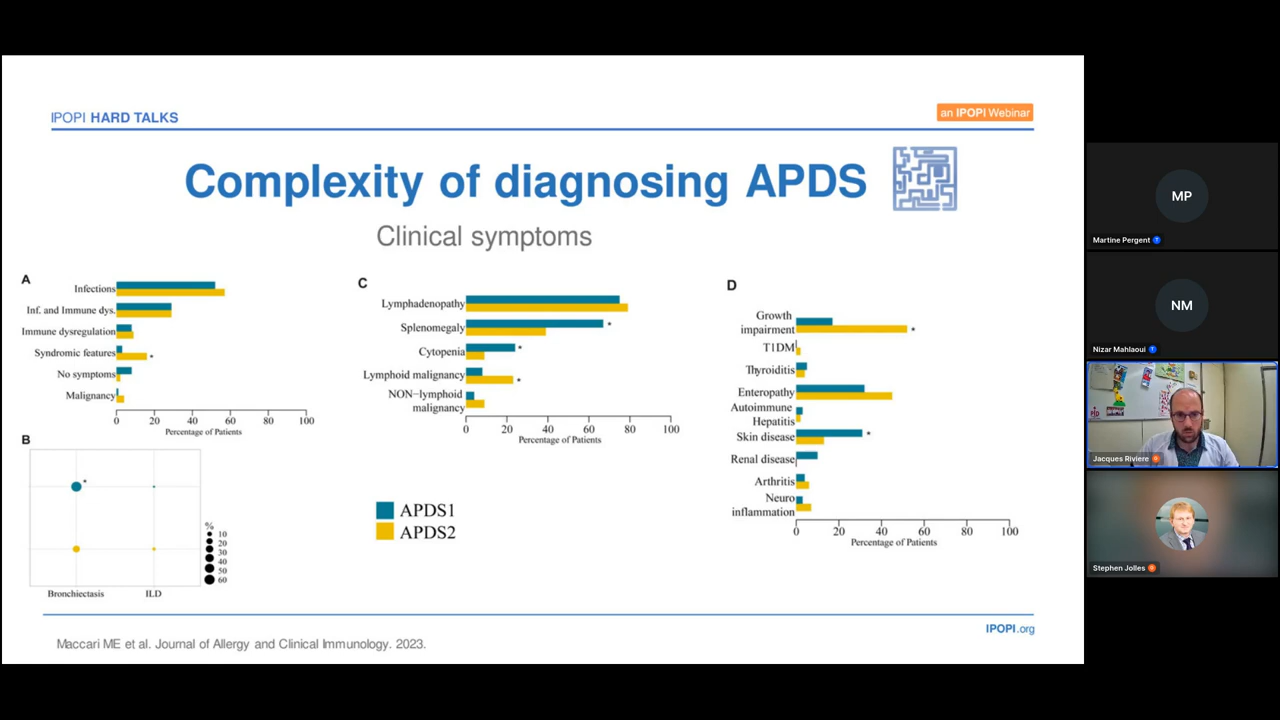 IPOPI HARD TALKS
an IPOPI Webinar
Complexity of diagnosing APDS
Clinical symptoms
A
Infections
Inf. and Immune dys.
Immune dysregulation
Syndromic features
*
No symptoms
Malignancy
0 20 40 60 80 100
Percentage of Patients
B
*
%
10
20
30
40
50
60
Bronchiectasis ILD
C
Lymphadenopathy
Splenomegaly
*
Cytopenia
*
Lymphoid malignancy
*
NON-lymphoid
malignancy
0 20 40 60 80 100
Percentage of Patients
APDS1
APDS2
D
Growth
impairment
*
T1DM
Thyroiditis
Enteropathy
Autoimmune
Hepatitis
Skin disease
*
Renal disease
Arthritis
Neuro
inflammation
0 20 40 60 80 100
Percentage of Patients
IPOPI.org
Maccari ME et al. Journal of Allergy and Clinical Immunology. 2023.
MP
Martine Pergent
NM
Nizar Mahlaoui
Jacques Riviere
Stephen Jolles